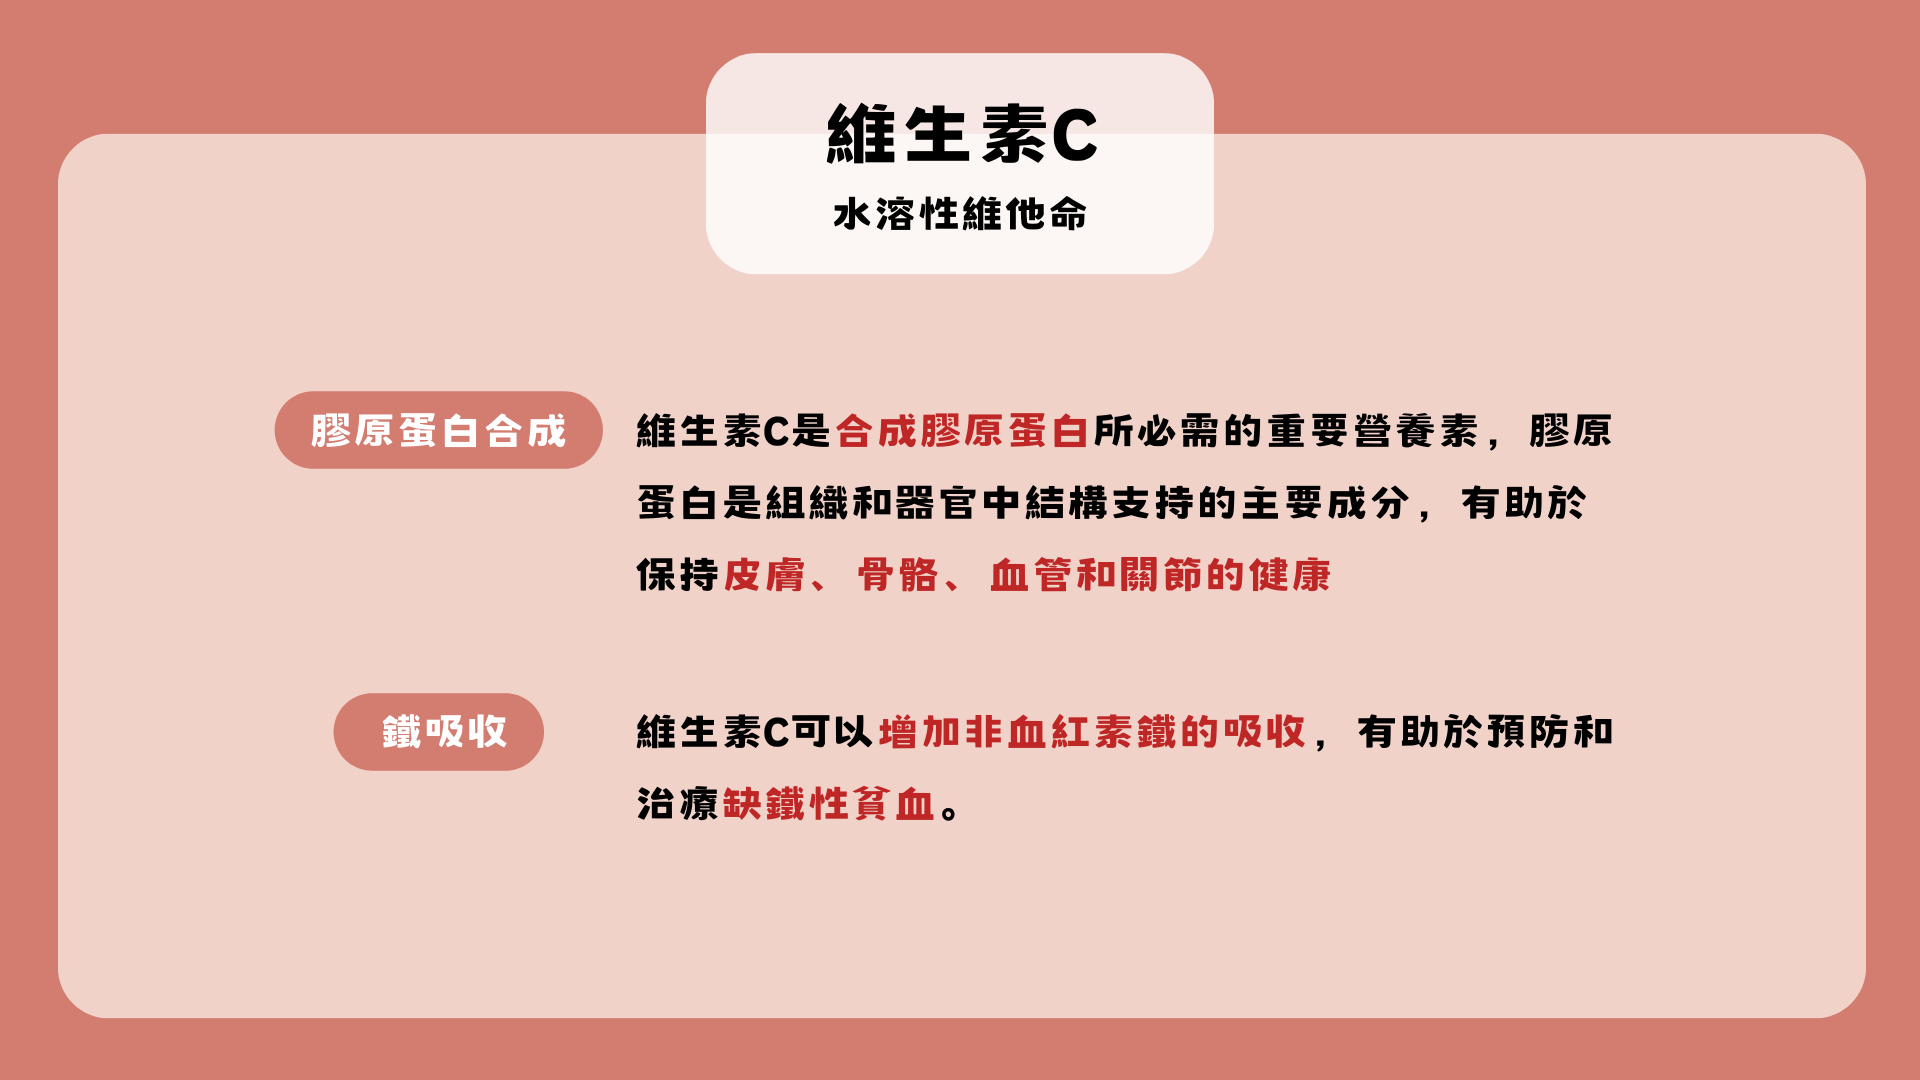 維生素C
水溶性維他命
膠原蛋白合成
維生素C是合成膠原蛋白所必需的重要營養素，膠原
蛋白是組織和器官中結構支持的主要成分，有助於
保持皮膚、骨骼、血管和關節的健康
鐵吸收
維生素C可以增加非血紅素鐵的吸收，有助於預防和
治療缺鐵性貧血。